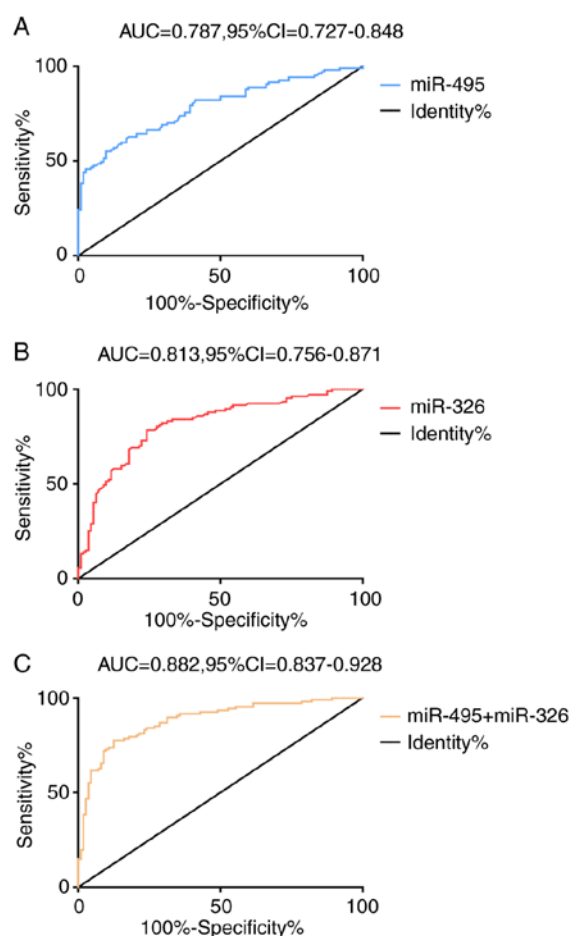 A
AUC=0.787,95%CI=0.727-0.848
100
50
0
Sensitivity%
0
50
100
100%-Specificity%
miR-495
Identity%
B
AUC=0.813,95%CI=0.756-0.871
100
50
0
Sensitivity%
0
50
100
100%-Specificity%
miR-326
Identity%
C
AUC=0.882,95%CI=0.837-0.928
100
50
0
Sensitivity%
0
50
100
100%-Specificity%
miR-495+miR-326
Identity%